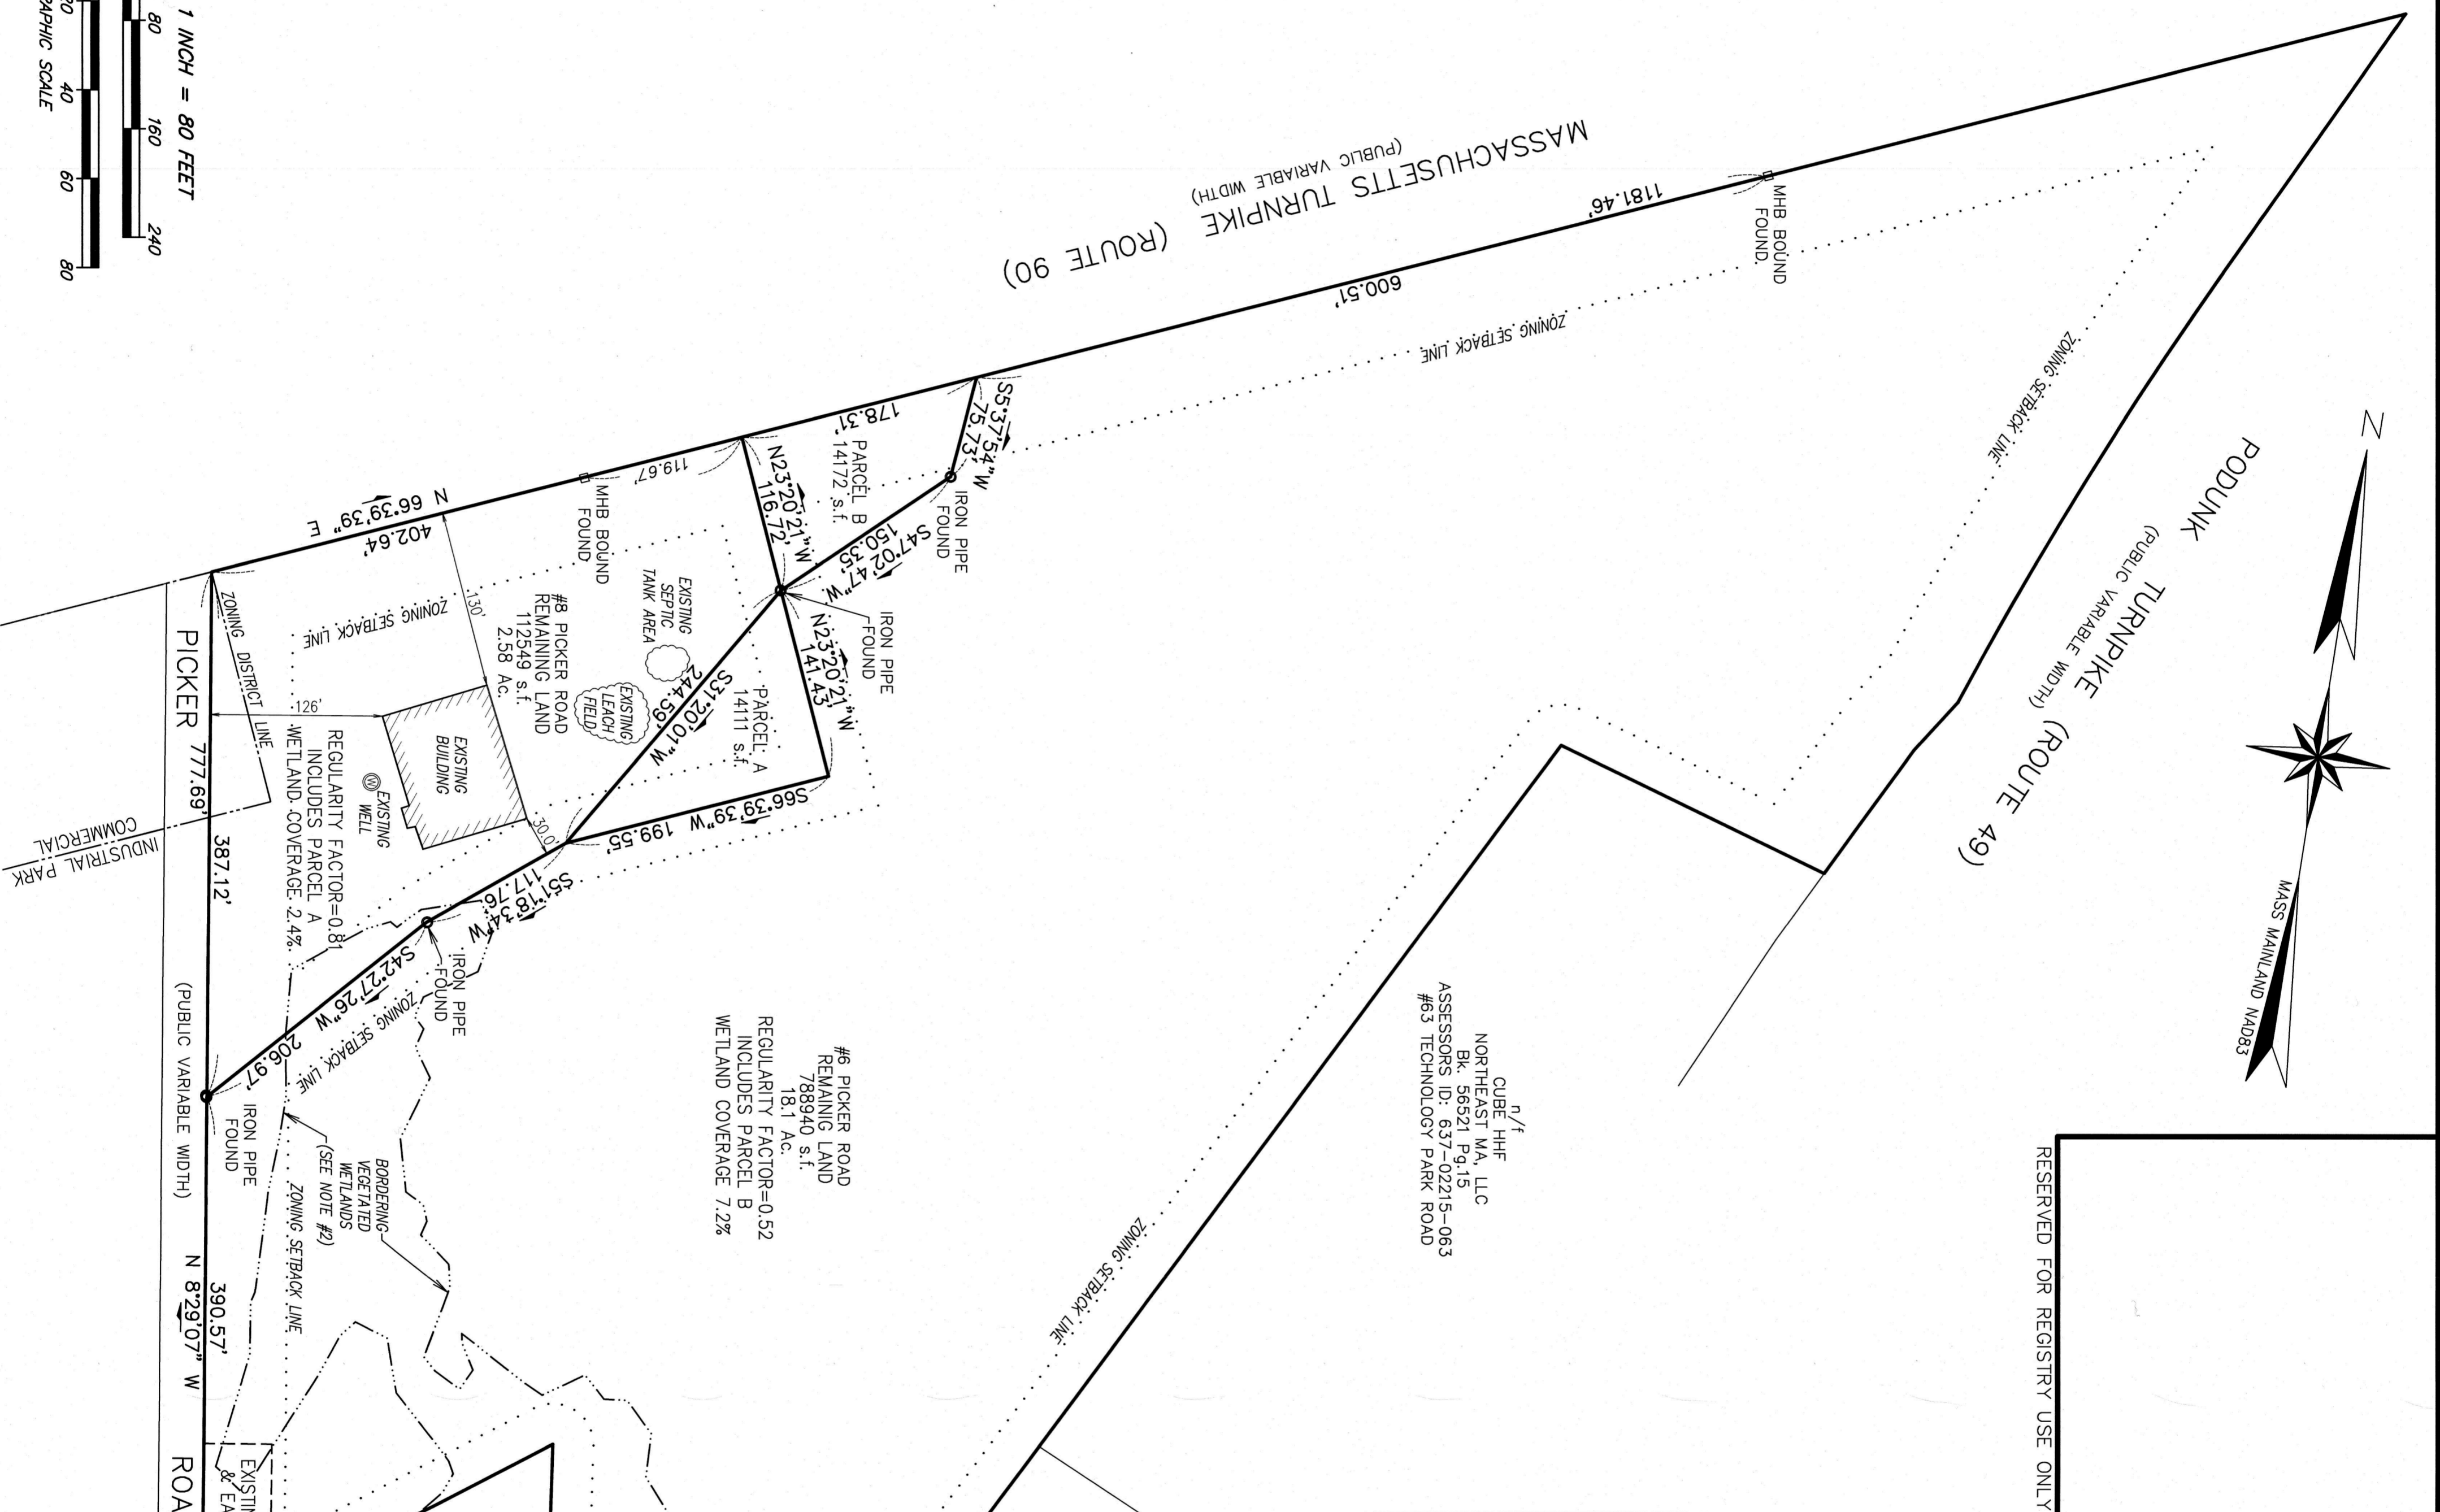 1 INCH = 80 FEET
80
160
240
20
40
60
80
APHIC SCALE
MASSACHUSETTS TURNPIKE (ROUTE 90)
(PUBLIC VARIABLE WIDTH)
1181.46'
600.51'
MHB BOUND
FOUND
ZONING SETBACK LINE
ZONING SETBACK LINE
PODUNK TURNPIKE (ROUTE 49)
(PUBLIC VARIABLE WIDTH)
N
MASS MAINLAND NAD83
S5°37'54"W
75.73'
178.31'
PARCEL B
14172 s.f.
IRON PIPE
FOUND
S47°02'47"W
150.35'
N23°20'21"W
116.72'
119.67'
MHB BOUND
FOUND
N 66°39'39" E
402.64'
IRON PIPE
FOUND
N23°20'21"W
141.43'
PARCEL A
14111 s.f.
S31°20'01"W
244.59'
S66°39'39"W 199.55'
EXISTING
SEPTIC
TANK AREA
EXISTING
LEACH
FIELD
#8 PICKER ROAD
REMAINING LAND
112549 s.f.
2.58 Ac.
130'
ZONING SETBACK LINE
ZONING DISTRICT LINE
126'
EXISTING
BUILDING
30.0'
EXISTING
WELL
W
REGULARITY FACTOR=0.81
INCLUDES PARCEL A
WETLAND COVERAGE 2.4%
COMMERCIAL
INDUSTRIAL PARK
S51°18'34"W
117.76'
IRON PIPE
FOUND
S42°27'26"W
206.97'
ZONING SETBACK LINE
IRON PIPE
FOUND
PICKER
777.69'
387.12'
(PUBLIC VARIABLE WIDTH)
N 8°29'07" W
390.57'
ROA
BORDERING
VEGETATED
WETLANDS
(SEE NOTE #2)
ZONING SETBACK LINE
EXISTIN
& EA
#6 PICKER ROAD
REMAINIG LAND
788940 s.f.
18.1 Ac.
REGULARITY FACTOR=0.52
INCLUDES PARCEL B
WETLAND COVERAGE 7.2%
n/f
CUBE HHF
NORTHEAST MA, LLC
Bk. 56521 Pg.15
ASSESSORS ID: 637-02215-063
#63 TECHNOLOGY PARK ROAD
ZONING SETBACK LINE
RESERVED FOR REGISTRY USE ONLY